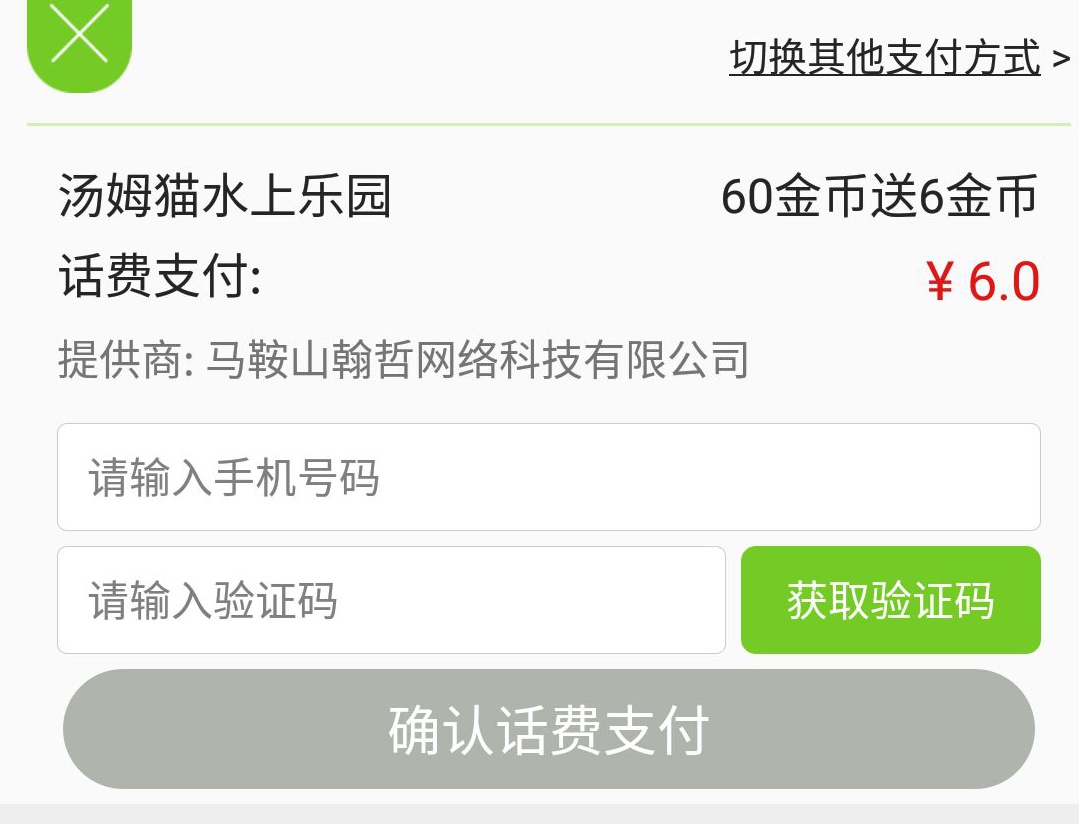 切换其他支付方式 >
汤姆猫水上乐园 60金币送6金币
话费支付: ¥ 6.0
提供商: 马鞍山翰哲网络科技有限公司
请输入手机号码
请输入验证码 获取验证码
确认话费支付